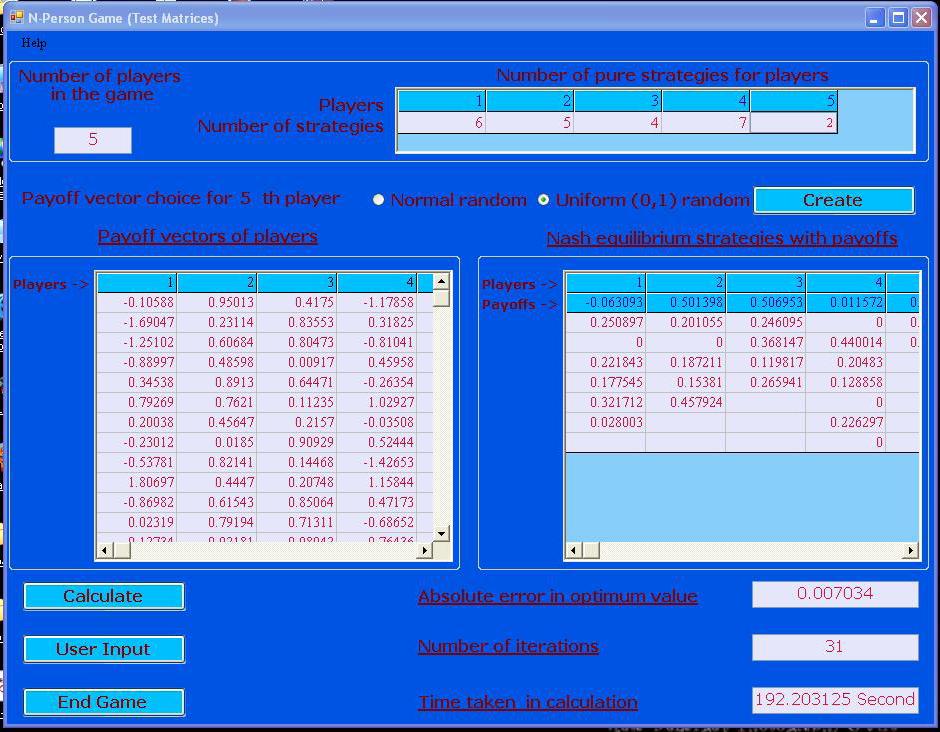 N-Person Game (Test Matrices)
Help
Number of players
in the game
5
Number of pure strategies for players
Players 1 2 3 4 5
Number of strategies 6 5 4 7 2
Payoff vector choice for 5 th player Normal random Uniform (0,1) random Create
Payoff vectors of players
Players -> 1 2 3 4
-0.10588 0.95013 0.4175 -1.17858
-1.69047 0.23114 0.83553 0.31825
-1.25102 0.60684 0.80473 -0.81041
-0.88997 0.48598 0.00917 0.45958
0.34538 0.8913 0.64471 -0.26354
0.79269 0.7621 0.11235 1.02927
0.20038 0.45647 0.2157 -0.03508
-0.23012 0.0185 0.90929 0.52444
-0.53781 0.82141 0.14468 -1.42653
1.80697 0.4447 0.20748 1.15844
-0.86982 0.61543 0.85064 0.47173
0.02319 0.79194 0.71311 -0.68652
Nash equilibrium strategies with payoffs
Players -> 1 2 3 4
Payoffs -> -0.063093 0.501398 0.506953 0.011572 0.
0.250897 0.201055 0.246095 0 0.
0 0 0.368147 0.440014 0.
0.221843 0.187211 0.119817 0.20483
0.177545 0.15381 0.265941 0.128858
0.321712 0.457924 0
0.028003 0.226297
0
Calculate
User Input
End Game
Absolute error in optimum value 0.007034
Number of iterations 31
Time taken in calculation 192.203125 Second